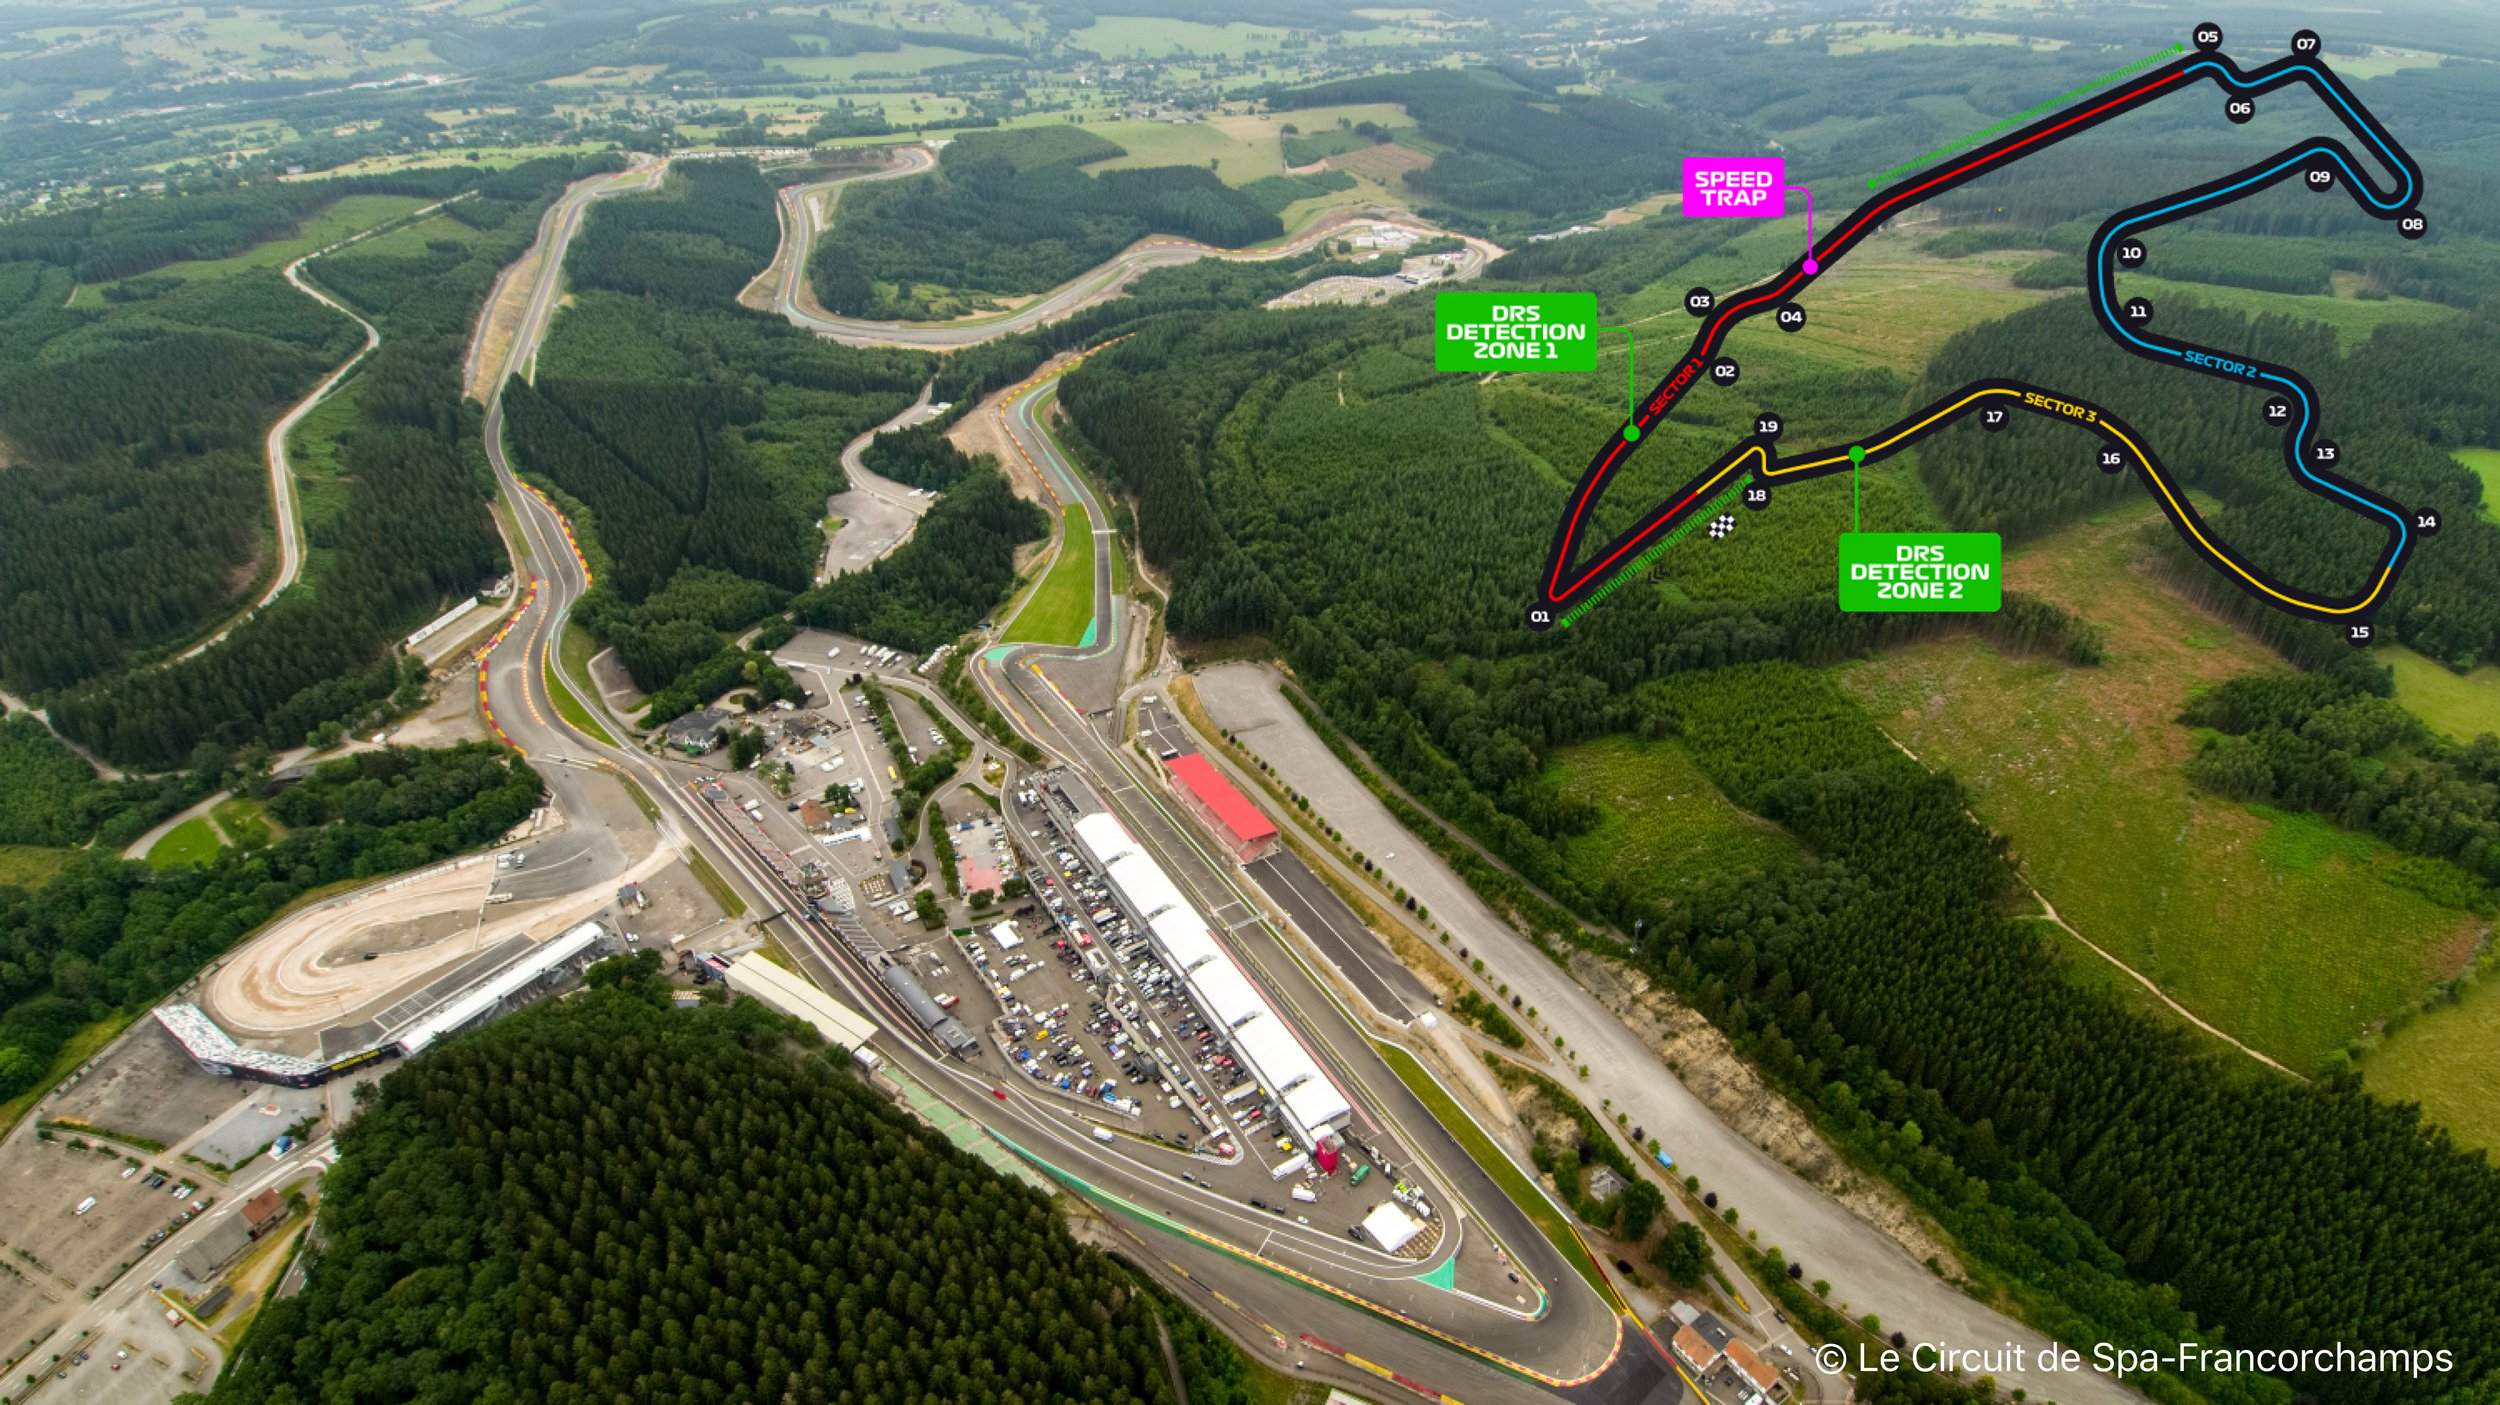 05
07
06
SPEED
TRAP
09
08
10
03
04
11
DRS
DETECTION
ZONE 1
02
SECTOR 1
SECTOR 2
12
17
SECTOR 3
19
16
13
18
14
DRS
DETECTION
ZONE 2
01
15
© Le Circuit de Spa-Francorchamps